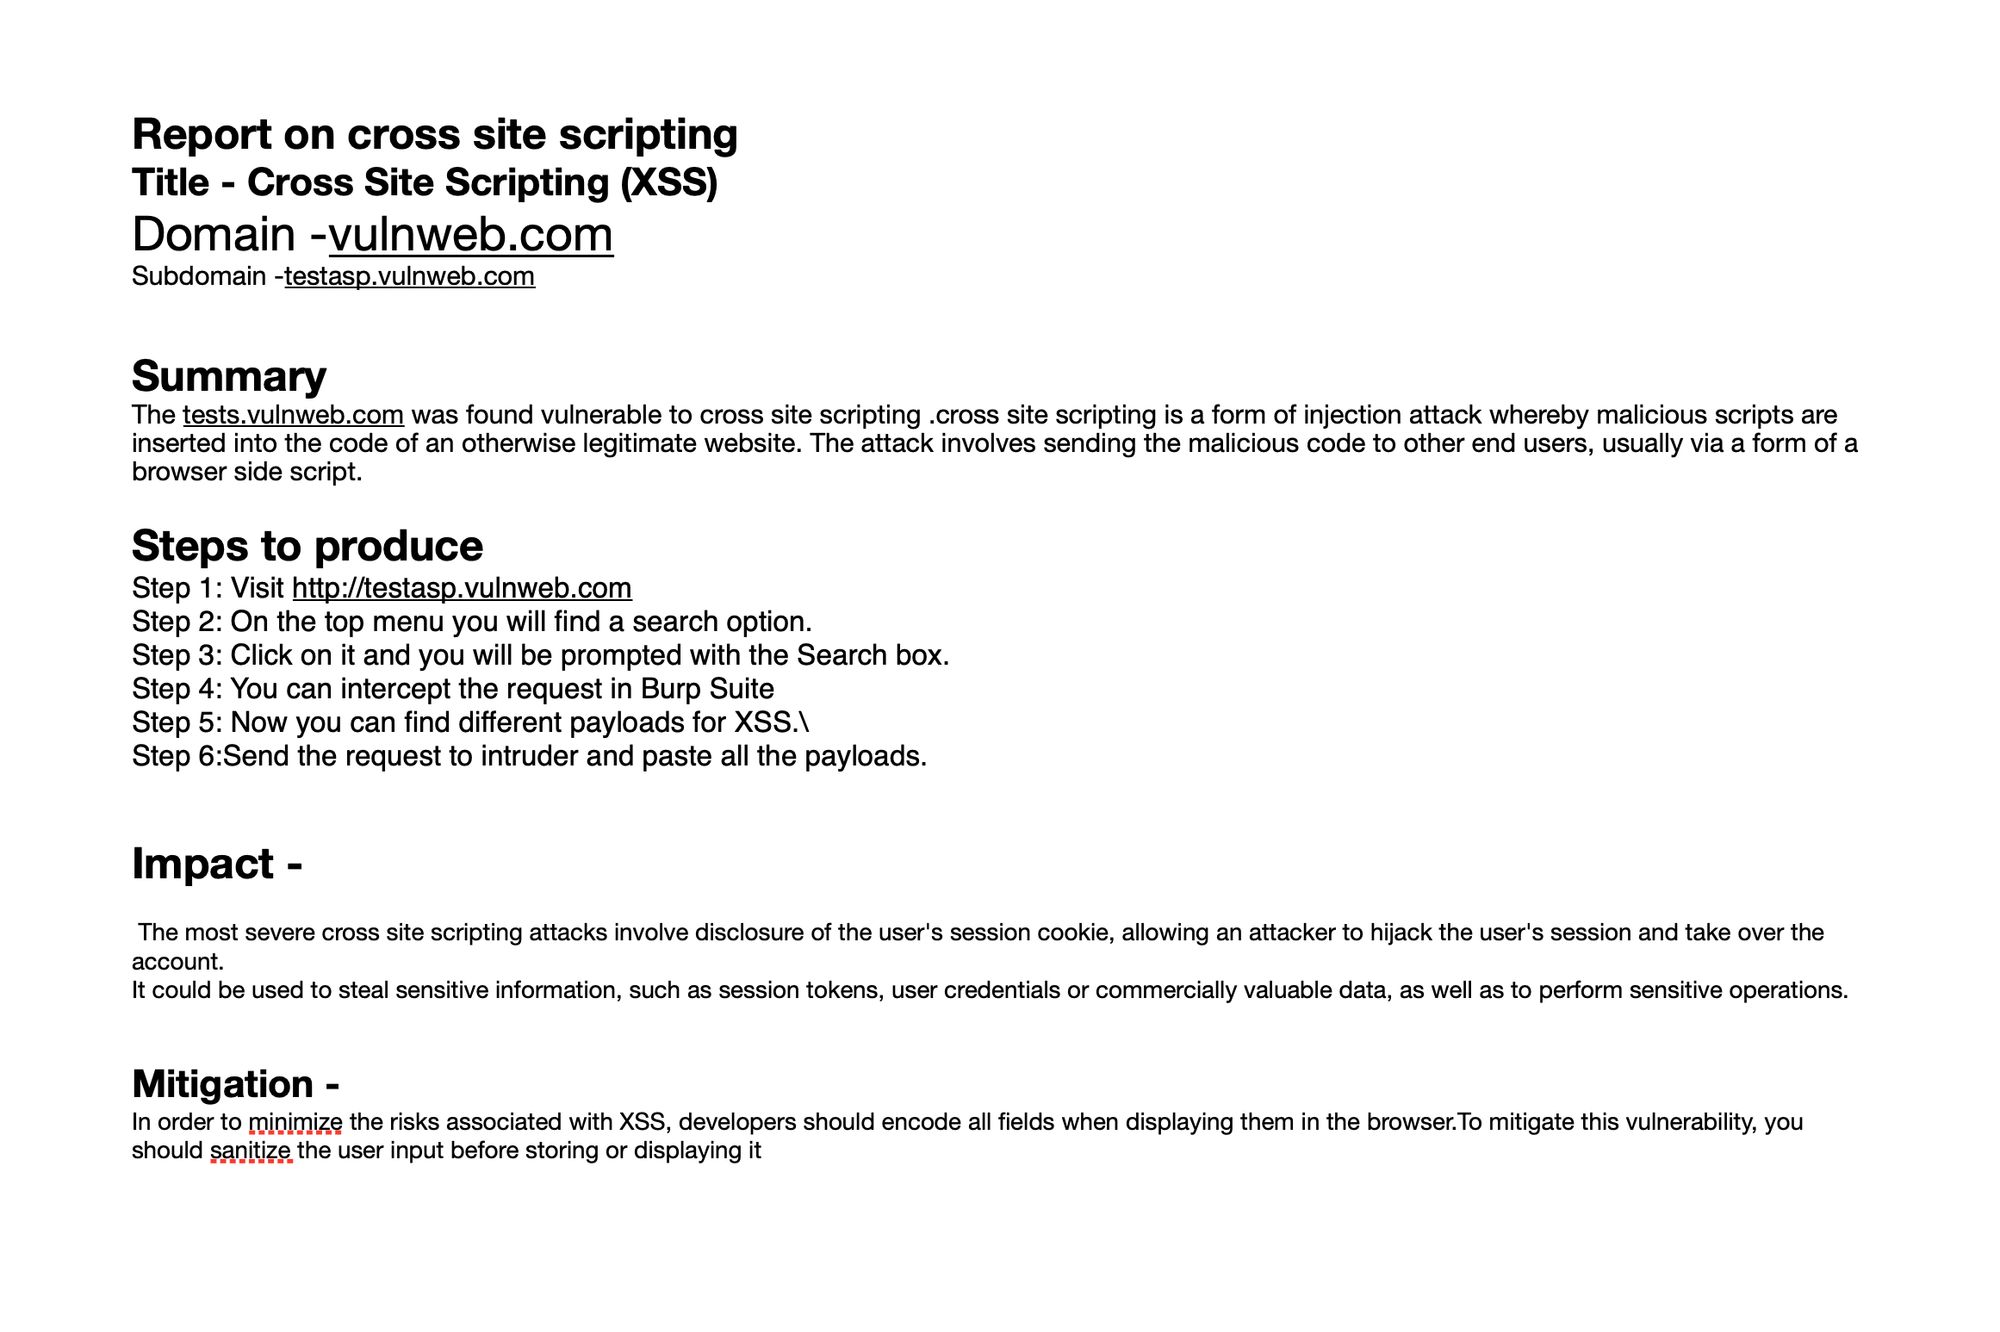 Report on cross site scripting
Title - Cross Site Scripting (XSS)
Domain -vulnweb.com
Subdomain -testasp.vulnweb.com
Summary
The tests.vulnweb.com was found vulnerable to cross site scripting .cross site scripting is a form of injection attack whereby malicious scripts are
inserted into the code of an otherwise legitimate website. The attack involves sending the malicious code to other end users, usually via a form of a
browser side script.
Steps to produce
Step 1: Visit http://testasp.vulnweb.com
Step 2: On the top menu you will find a search option.
Step 3: Click on it and you will be prompted with the Search box.
Step 4: You can intercept the request in Burp Suite
Step 5: Now you can find different payloads for XSS.\
Step 6:Send the request to intruder and paste all the payloads.
Impact -
The most severe cross site scripting attacks involve disclosure of the user's session cookie, allowing an attacker to hijack the user's session and take over the
account.
It could be used to steal sensitive information, such as session tokens, user credentials or commercially valuable data, as well as to perform sensitive operations.
Mitigation -
In order to minimize the risks associated with XSS, developers should encode all fields when displaying them in the browser.To mitigate this vulnerability, you
should sanitize the user input before storing or displaying it